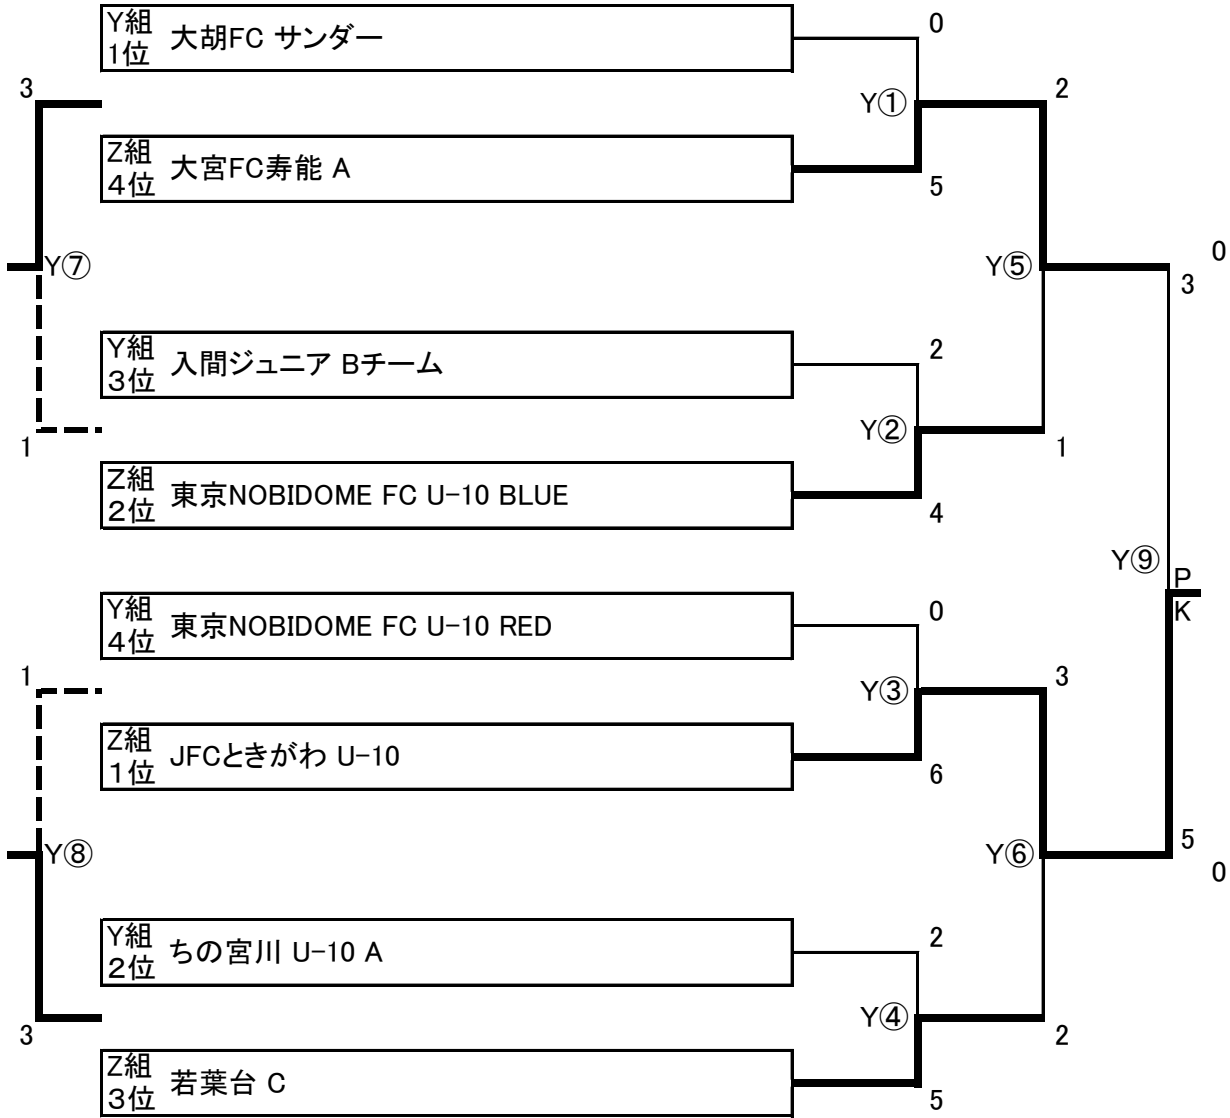 Y組
1位
大胡FC サンダー
0
3
Y①
2
Z組
4位
大宮FC寿能 A
5
Y⑦
Y⑤
0
3
Y組
3位
入間ジュニア Bチーム
2
1
Y②
1
Z組
2位
東京NOBIDOME FC U-10 BLUE
4
Y⑨
P
K
Y組
4位
東京NOBIDOME FC U-10 RED
0
1
Y③
3
Z組
1位
JFCときがわ U-10
6
Y⑧
Y⑥
5
0
Y組
2位
ちの宮川 U-10 A
2
3
Y④
2
Z組
3位
若葉台 C
5